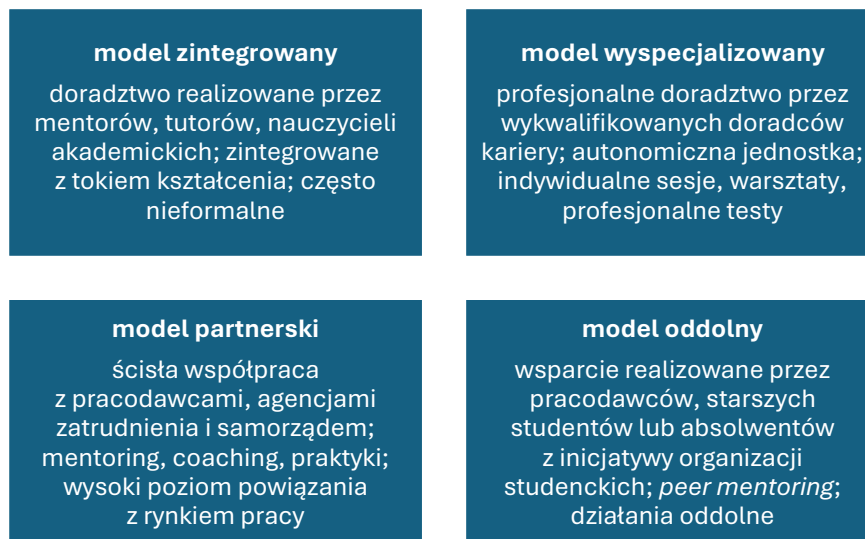 model zintegrowany
doradztwo realizowane przez
mentorów, tutorów, nauczycieli
akademickich; zintegrowane
z tokiem kształcenia; często
nieformalne
model wyspecjalizowany
profesjonalne doradztwo przez
wykwalifikowanych doradców
kariery; autonomiczna jednostka;
indywidualne sesje, warsztaty,
profesjonalne testy
model partnerski
ścisła współpraca
z pracodawcami, agencjami
zatrudnienia i samorządem;
mentoring, coaching, praktyki;
wysoki poziom powiązania
z rynkiem pracy
model oddolny
wsparcie realizowane przez
pracodawców, starszych
studentów lub absolwentów
z inicjatywy organizacji
studenckich; peer mentoring;
działania oddolne